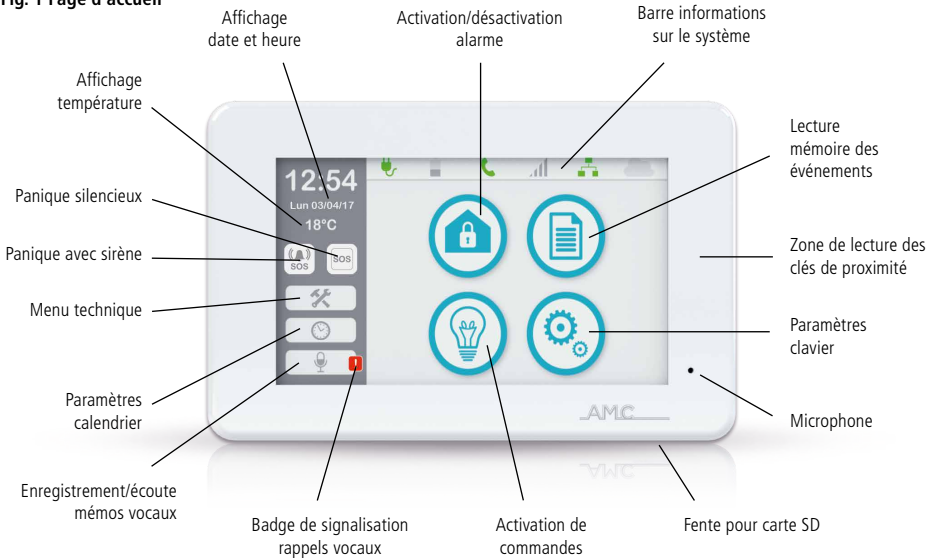 Fig. 1 Page d'accueil
Affichage
date et heure
Activation/désactivation
alarme
Barre informations
sur le système
Affichage
température
Lecture
mémoire des
événements
Panique silencieux
Panique avec sirène
Zone de lecture des
clés de proximité
Menu technique
Paramètres
clavier
Paramètres
calendrier
Microphone
Enregistrement/écoute
mémos vocaux
Badge de signalisation
rappels vocaux
Activation de
commandes
Fente pour carte SD
12:54
Lun 03/04/17
18°C
SOS
SOS
AMC